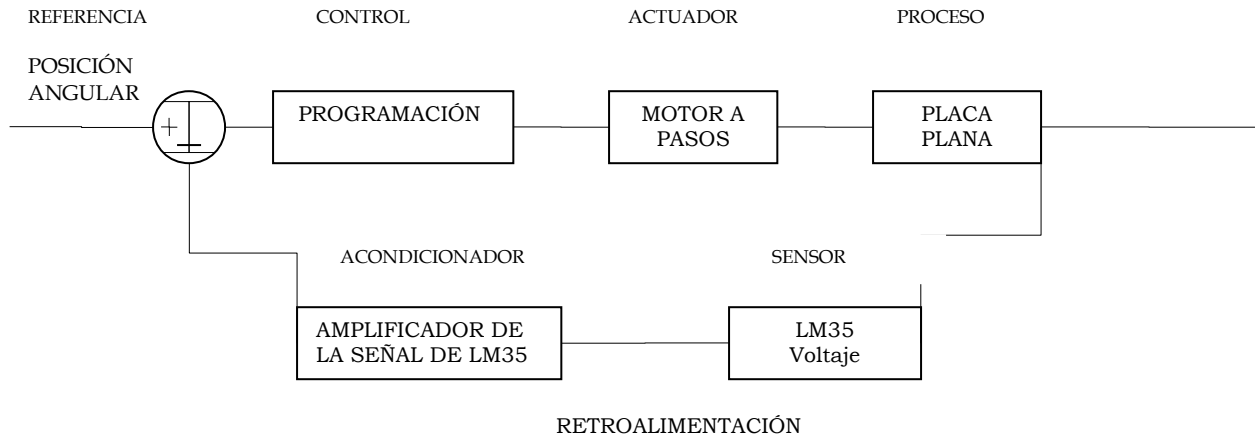 REFERENCIA
CONTROL
ACTUADOR
PROCESO
POSICIÓN
ANGULAR
+
PROGRAMACIÓN
MOTOR A
PASOS
PLACA
PLANA
ACONDICIONADOR
SENSOR
AMPLIFICADOR DE
LA SEÑAL DE LM35
LM35
Voltaje
RETROALIMENTACIÓN